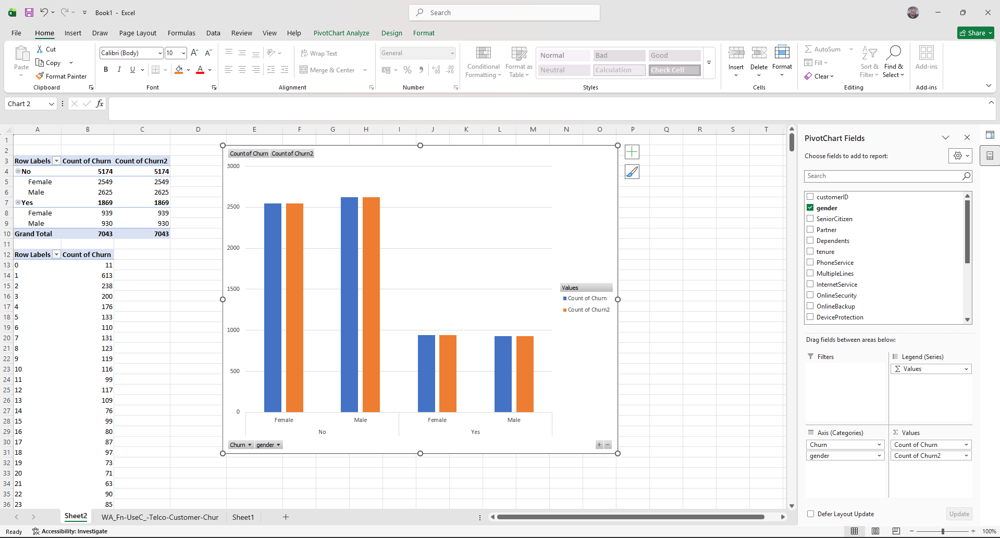 Book1 - Excel
Search
File Home Insert Draw Page Layout Formulas Data Review View Help PivotChart Analyze Design Format
Share
Paste
Cut
Copy
Format Painter
Clipboard
Calibri (Body) 10
B I U
Font
Wrap Text
Merge & Center
Alignment
General
Number
Conditional Formatting
Format as Table
Normal Bad Good
Neutral Calculation Check Cell
Styles
Insert Delete Format
Cells
AutoSum
Fill
Clear
Sort & Filter
Find & Select
Editing
Add-ins
Add-ins
Chart 2 fx
A B C D E F G H I J K L M N O P Q R S T
1
2
3 Row Labels Count of Churn Count of Churn2
4 No 5174 5174
5 Female 2549 2549
6 Male 2625 2625
7 Yes 1869 1869
8 Female 939 939
9 Male 930 930
10 Grand Total 7043 7043
11
12 Row Labels Count of Churn
13 0 11
14 1 613
15 2 238
16 3 200
17 4 176
18 5 133
19 6 110
20 7 131
21 8 123
22 9 119
23 10 116
24 11 99
25 12 117
26 13 109
27 14 76
28 15 99
29 16 80
30 17 87
31 18 97
32 19 73
33 20 71
34 21 63
35 22 90
36 23 85
Count of Churn Count of Churn2
3000
2500
2000
1500
1000
500
0
Female Male Female Male
No Yes
Values
Count of Churn
Count of Churn2
Churn gender
PivotChart Fields
Choose fields to add to report:
Search
customerID
gender
SeniorCitizen
Partner
Dependents
tenure
PhoneService
MultipleLines
InternetService
OnlineSecurity
OnlineBackup
DeviceProtection
Drag fields between areas below:
Filters
Legend (Series)
Σ Values
Axis (Categories)
Churn
gender
Σ Values
Count of Churn
Count of Churn2
Defer Layout Update Update
Sheet2 WA_Fn-UseC_-Telco-Customer-Chur Sheet1
Ready Accessibility: Investigate 100%